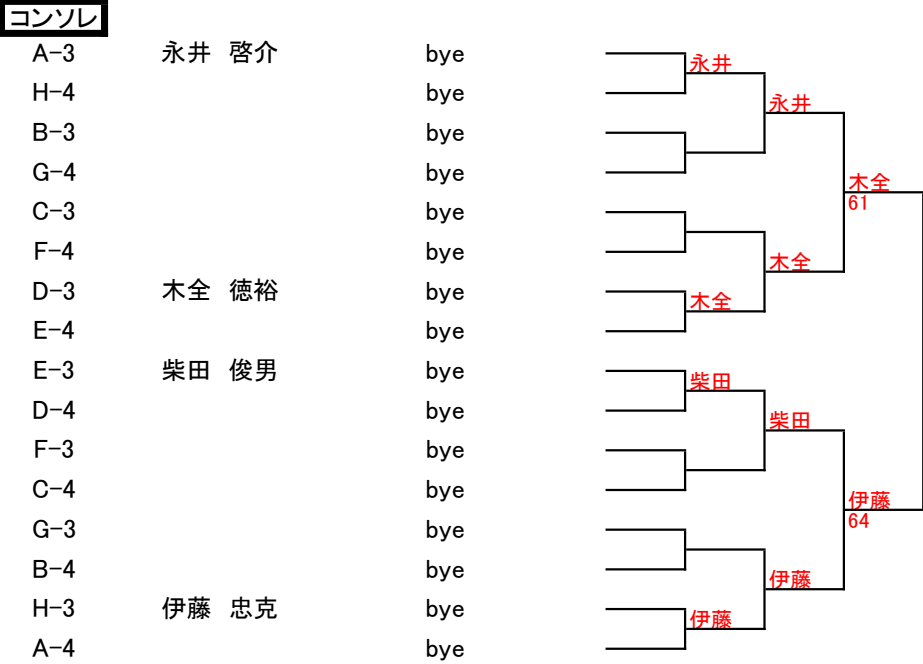 コンソレ
A-3 永井 啓介 bye
永井
H-4 bye
永井
B-3 bye
G-4 bye
木全
61
C-3 bye
F-4 bye
木全
D-3 木全 徳裕 bye
木全
E-4 bye
E-3 柴田 俊男 bye
柴田
D-4 bye
柴田
F-3 bye
C-4 bye
伊藤
64
G-3 bye
B-4 bye
伊藤
H-3 伊藤 忠克 bye
伊藤
A-4 bye